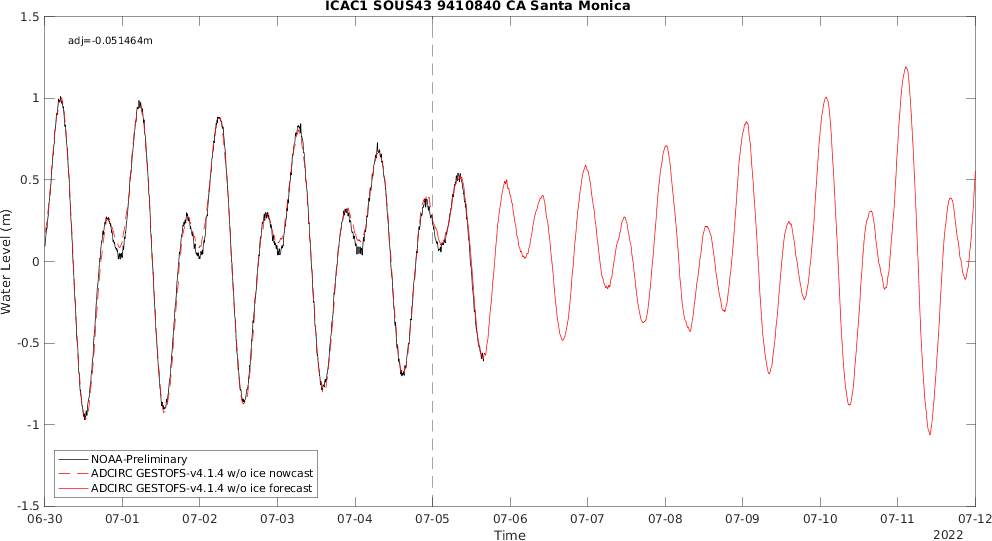 ICAC1 SOUS43 9410840 CA Santa Monica
adj=-0.051464m
1.5
1
0.5
0
-0.5
-1
-1.5
Water Level (m)
NOAA-Preliminary
ADCIRC GESTOFS-v4.1.4 w/o ice nowcast
ADCIRC GESTOFS-v4.1.4 w/o ice forecast
06-30 07-01 07-02 07-03 07-04 07-05 07-06 07-07 07-08 07-09 07-10 07-11 07-12
Time
2022